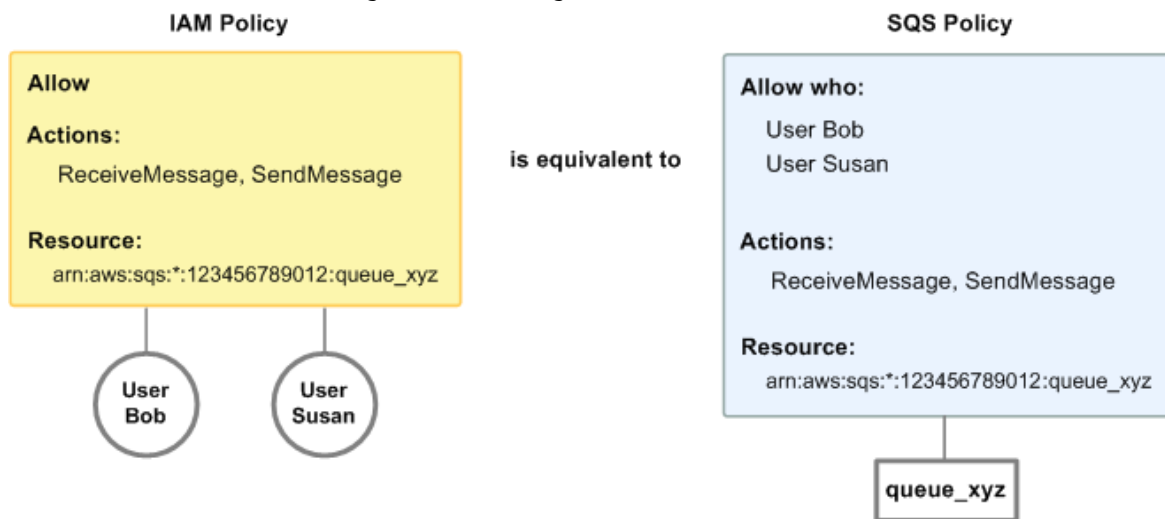 IAM Policy
Allow
Actions:
ReceiveMessage, SendMessage
Resource:
arn:aws:sqs:*:123456789012:queue_xyz
User
Bob
User
Susan
is equivalent to
SQS Policy
Allow who:
User Bob
User Susan
Actions:
ReceiveMessage, SendMessage
Resource:
arn:aws:sqs:*:123456789012:queue_xyz
queue_xyz